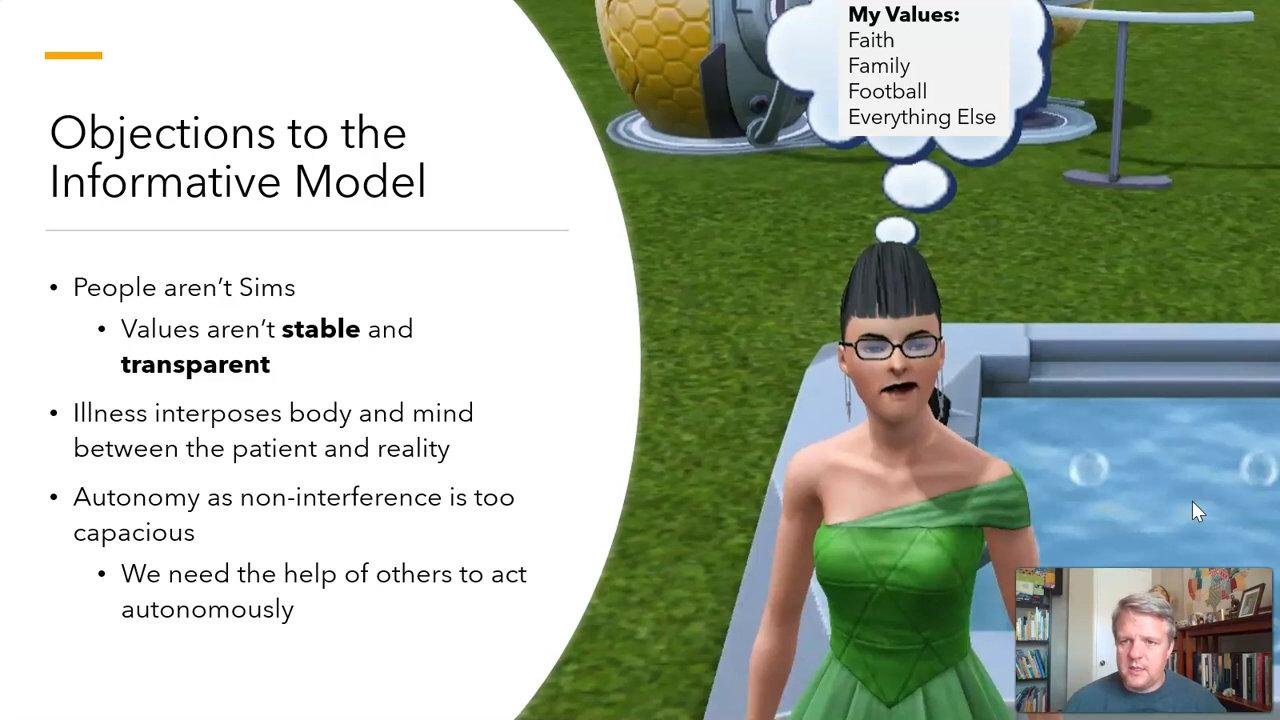 Objections to the
Informative Model
• People aren't Sims
• Values aren't stable and
transparent
• Illness interposes body and mind
between the patient and reality
• Autonomy as non-interference is too
capacious
• We need the help of others to act
autonomously
My Values:
Faith
Family
Football
Everything Else